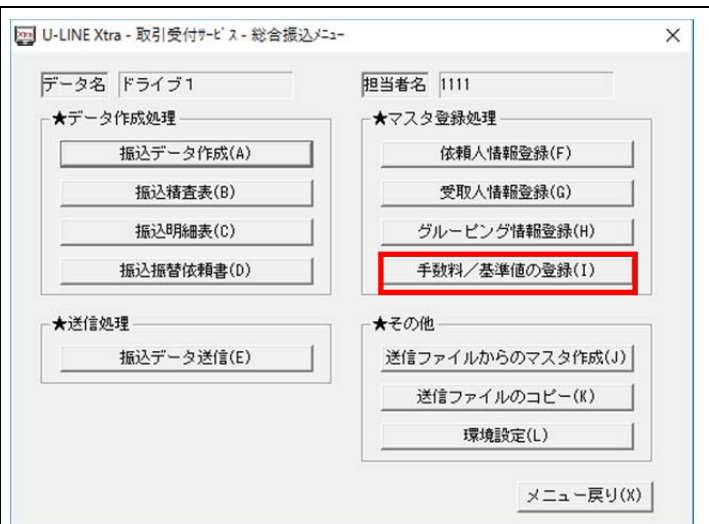 U-LINE Xtra - 取引受付ｻｰﾋﾞｽ - 総合振込ﾒﾆｭｰ
データ名 ドライブ1
担当者名 1111
★データ作成処理
振込データ作成(A)
振込精査表(B)
振込明細表(C)
振込振替依頼書(D)
★マスタ登録処理
依頼人情報登録(F)
受取人情報登録(G)
グルーピング情報登録(H)
手数料／基準値の登録(I)
★送信処理
振込データ送信(E)
★その他
送信ファイルからのマスタ作成(J)
送信ファイルのコピー(K)
環境設定(L)
メニュー戻り(X)